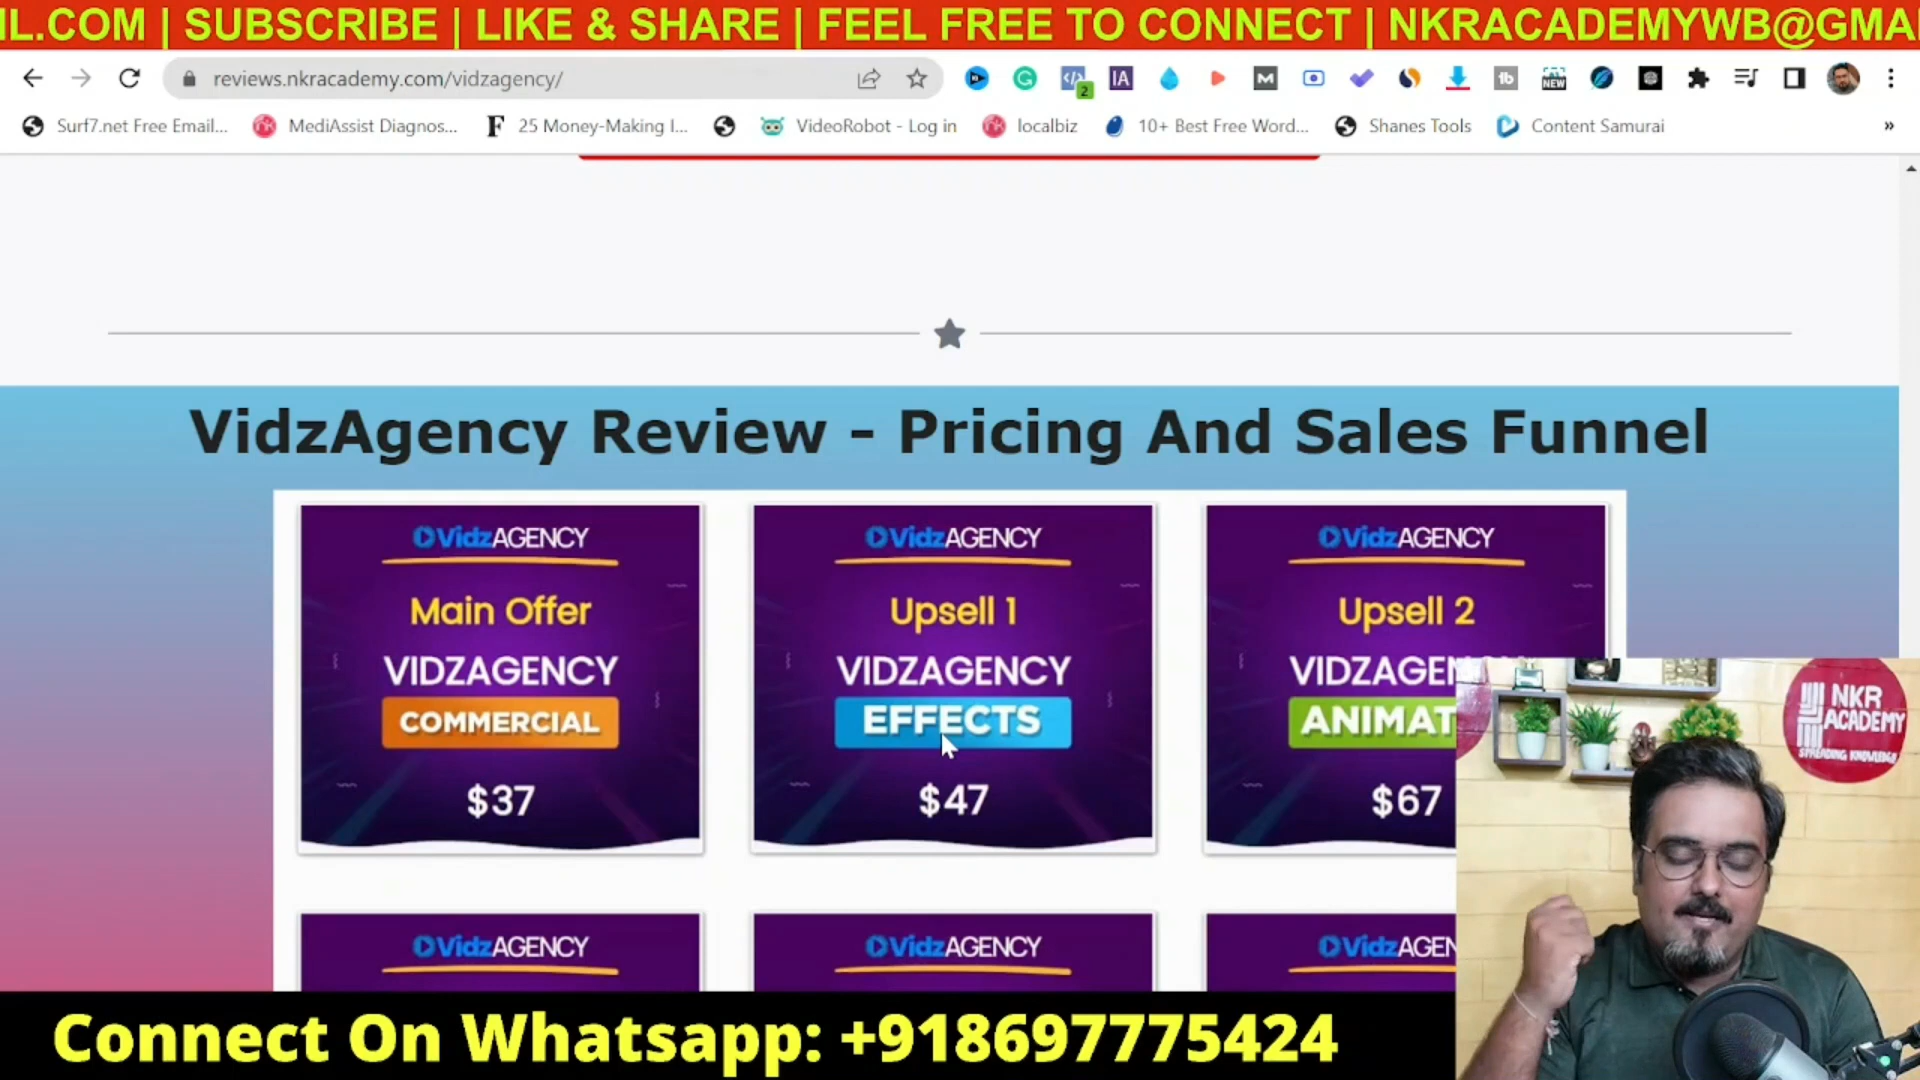 IL.COM | SUBSCRIBE | LIKE & SHARE | FEEL FREE TO CONNECT | NKRACADEMYWB@GMA
reviews.nkracademy.com/vidzagency/
Surf7.net Free Email... MediAssist Diagnos... 25 Money-Making I... VideoRobot - Log in localbiz 10+ Best Free Word... Shanes Tools Content Samurai »
VidzAgency Review - Pricing And Sales Funnel
VidzAGENCY
Main Offer
VIDZAGENCY
COMMERCIAL
$37
VidzAGENCY
Upsell 1
VIDZAGENCY
EFFECTS
$47
VidzAGENCY
Upsell 2
VIDZAGEN
ANIMAT
$67
VidzAGENCY
VidzAGENCY
VidzAGEN
NKR
ACADEMY
SPREADING KNOWLEDGE
Connect On Whatsapp: +918697775424